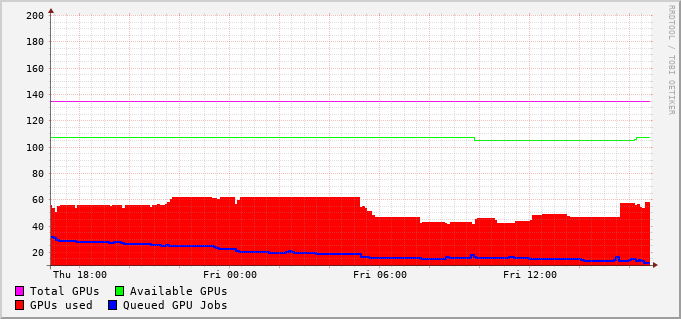 200
180
160
140
120
100
80
60
40
20
Thu 18:00 Fri 00:00 Fri 06:00 Fri 12:00
Total GPUs Available GPUs
GPUs used Queued GPU Jobs
RRDTOOL / TOBI OETIKER